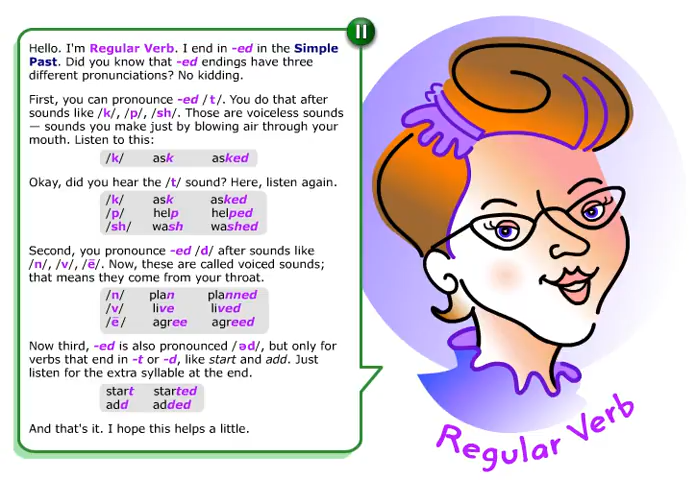 Hello. I'm Regular Verb. I end in -ed in the Simple
Past. Did you know that -ed endings have three
different pronunciations? No kidding.
First, you can pronounce -ed /t/. You do that after
sounds like /k/, /p/, /sh/. Those are voiceless sounds
— sounds you make just by blowing air through your
mouth. Listen to this:
/k/ ask asked
Okay, did you hear the /t/ sound? Here, listen again.
/k/ ask asked
/p/ help helped
/sh/ wash washed
Second, you pronounce -ed /d/ after sounds like
/n/, /v/, /ē/. Now, these are called voiced sounds;
that means they come from your throat.
/n/ plan planned
/v/ live lived
/ē/ agree agreed
Now third, -ed is also pronounced /əd/, but only for
verbs that end in -t or -d, like start and add. Just
listen for the extra syllable at the end.
start started
add added
And that's it. I hope this helps a little.
Regular Verb